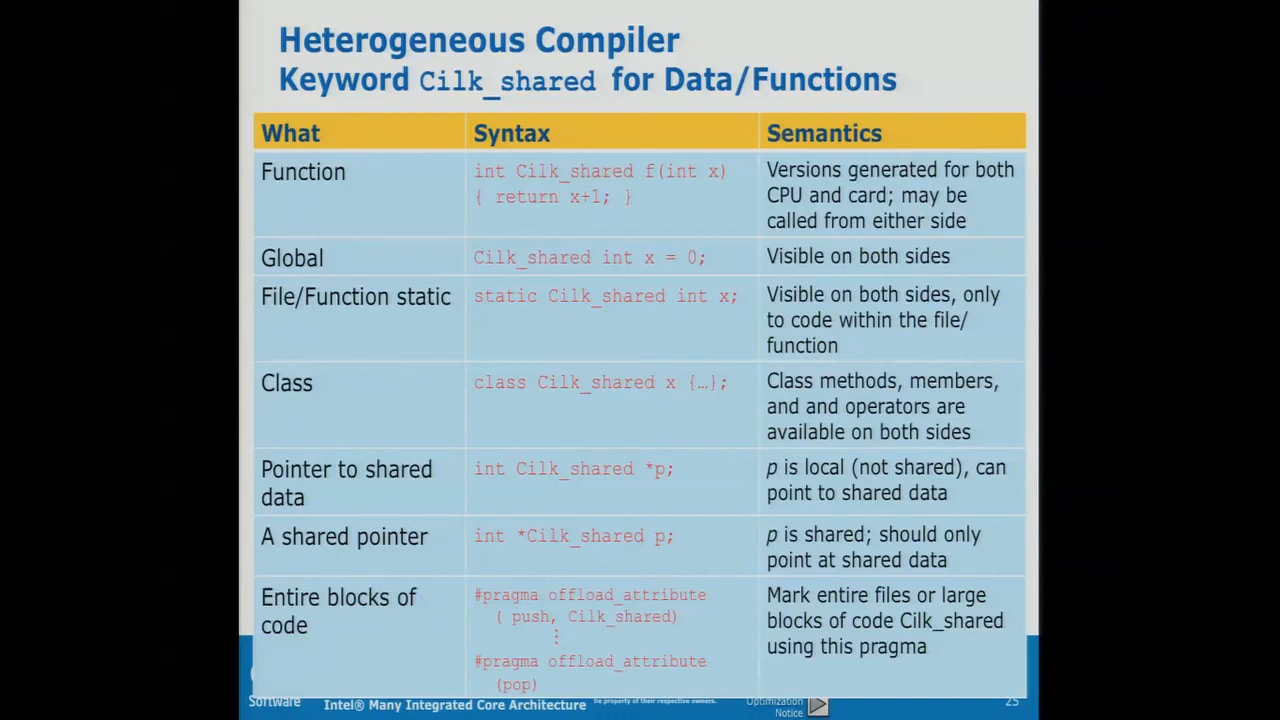 Heterogeneous Compiler
Keyword Cilk_shared for Data/Functions
What Syntax Semantics
Function
int Cilk_shared f(int x)
{ return x+1; }
Versions generated for both
CPU and card; may be
called from either side
Global
Cilk_shared int x = 0;
Visible on both sides
File/Function static
static Cilk_shared int x;
Visible on both sides, only
to code within the file/
function
Class
class Cilk_shared x {…};
Class methods, members,
and and operators are
available on both sides
Pointer to shared
data
int Cilk_shared *p;
p is local (not shared), can
point to shared data
A shared pointer
int *Cilk_shared p;
p is shared; should only
point at shared data
Entire blocks of
code
#pragma offload_attribute
( push, Cilk_shared)
⋮
#pragma offload_attribute
(pop)
Mark entire files or large
blocks of code Cilk_shared
using this pragma
Software
Intel® Many Integrated Core Architecture
he property of their respective owners.
Optimization
Notice
25